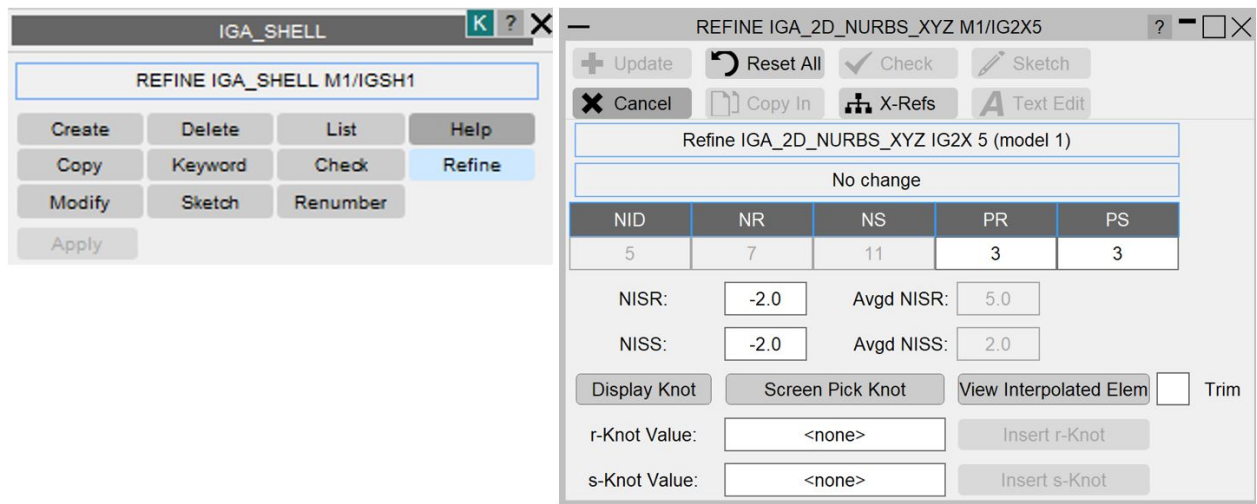 IGA_SHELL K ?
REFINE IGA_SHELL M1/IGSH1
Create Delete List Help
Copy Keyword Check Refine
Modify Sketch Renumber
Apply
REFINE IGA_2D_NURBS_XYZ M1/IG2X5 ?
Update Reset All Check Sketch
Cancel Copy In X-Refs A Text Edit
Refine IGA_2D_NURBS_XYZ IG2X 5 (model 1)
No change
NID NR NS PR PS
5 7 11 3 3
NISR: -2.0 Avgd NISR: 5.0
NISS: -2.0 Avgd NISS: 2.0
Display Knot Screen Pick Knot View Interpolated Elem Trim
r-Knot Value: <none> Insert r-Knot
s-Knot Value: <none> Insert s-Knot